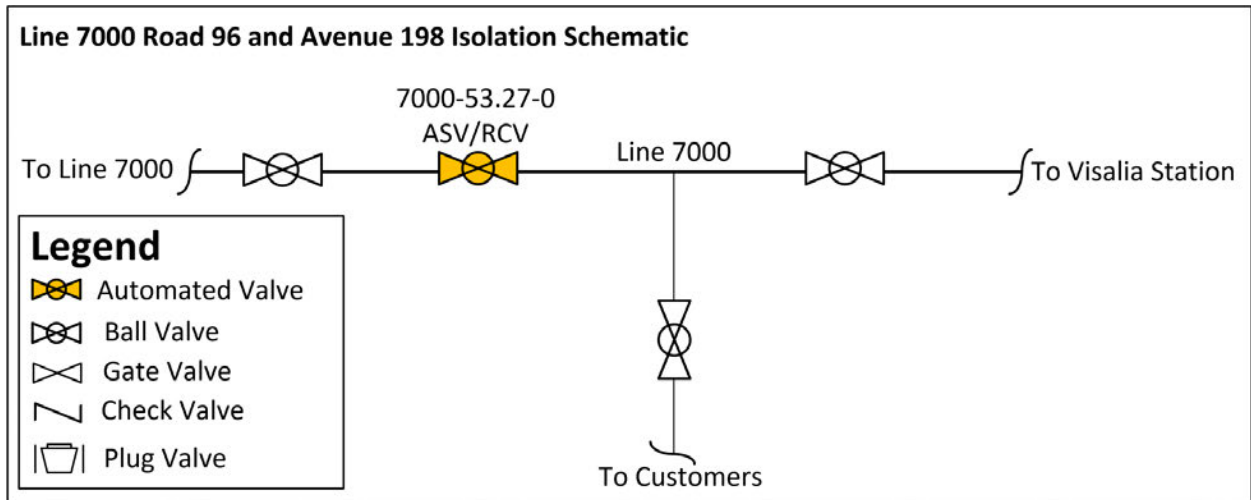 Line 7000 Road 96 and Avenue 198 Isolation Schematic
7000-53.27-0
ASV/RCV
To Line 7000
Line 7000
To Visalia Station
Legend
Automated Valve
Ball Valve
Gate Valve
Check Valve
Plug Valve
To Customers